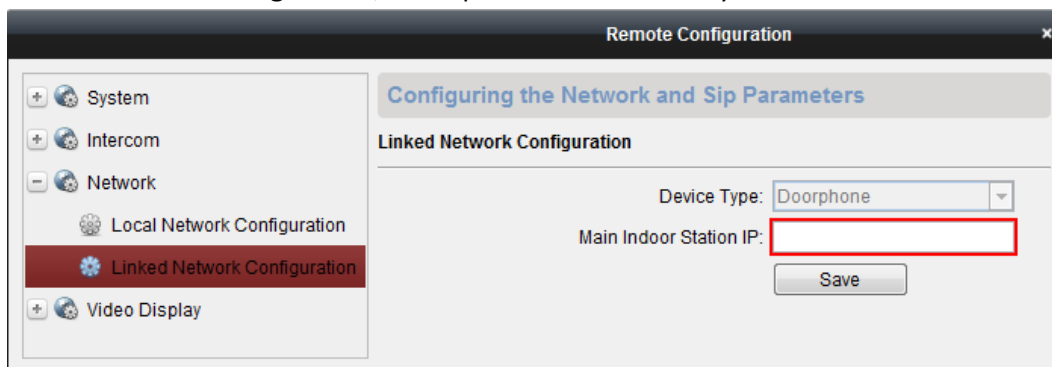 Remote Configuration
System
Intercom
Network
Local Network Configuration
Linked Network Configuration
Video Display
Configuring the Network and Sip Parameters
Linked Network Configuration
Device Type: Doorphone
Main Indoor Station IP:
Save